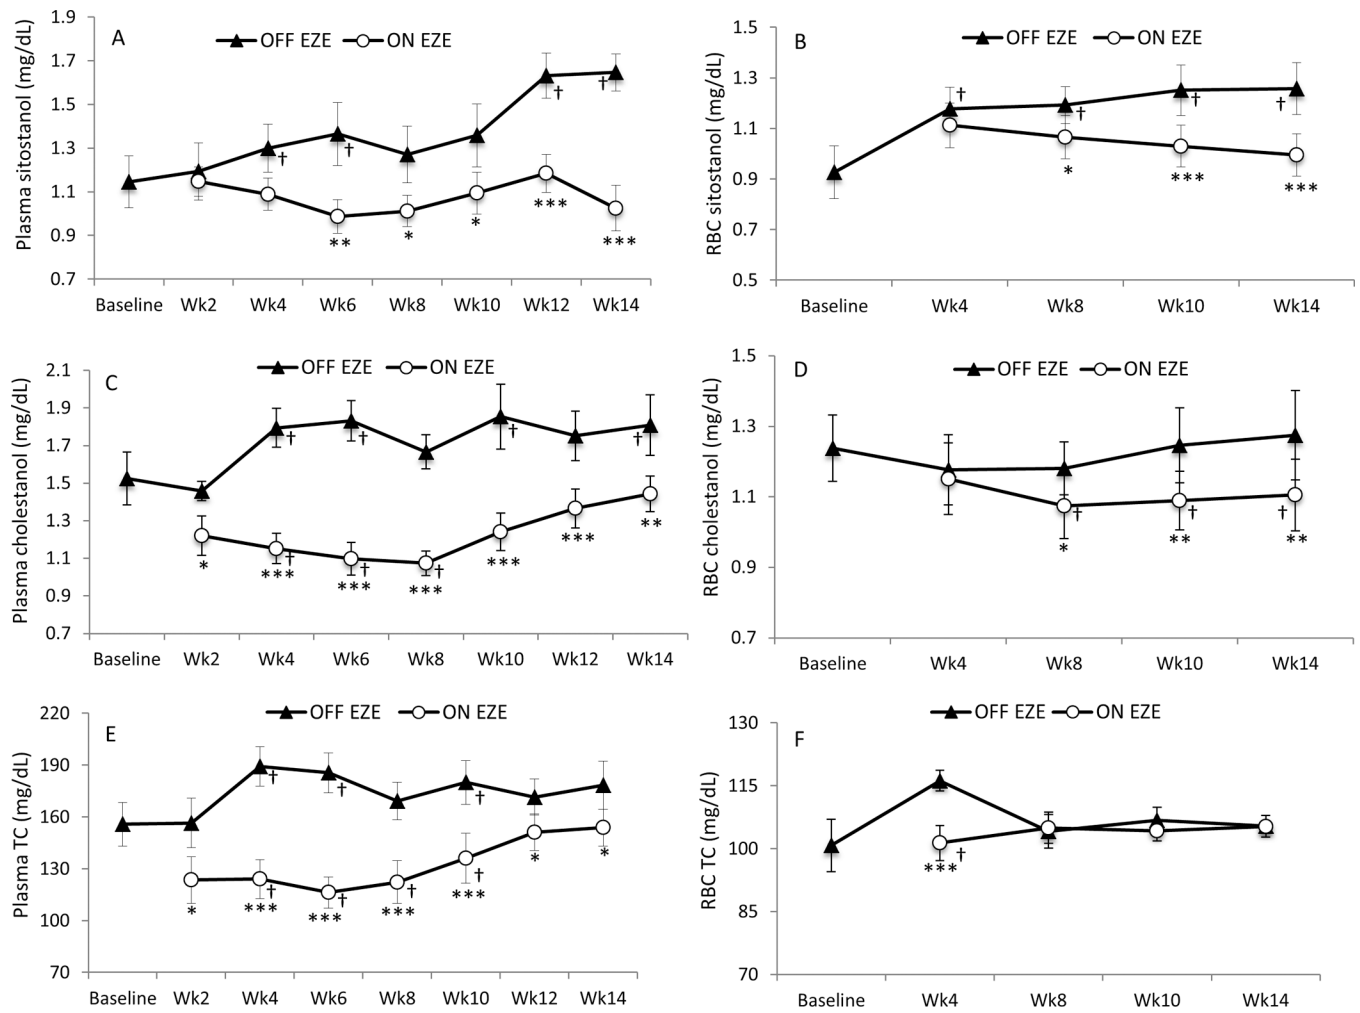 A
OFF EZE ON EZE
Plasma sitostanol (mg/dL)
1.9
1.7
1.5
1.3
1.1
0.9
0.7
† † † †
** * * *** ***
Baseline Wk2 Wk4 Wk6 Wk8 Wk10 Wk12 Wk14
B
OFF EZE ON EZE
RBC sitostanol (mg/dL)
1.5
1.3
1.1
0.9
0.7
0.5
† † † †
* *** ***
Baseline Wk4 Wk8 Wk10 Wk14
C
OFF EZE ON EZE
Plasma cholestanol (mg/dL)
2.1
1.9
1.7
1.5
1.3
1.1
0.9
0.7
† † † †
† † †
* *** *** *** *** *** **
Baseline Wk2 Wk4 Wk6 Wk8 Wk10 Wk12 Wk14
D
OFF EZE ON EZE
RBC cholestanol (mg/dL)
1.5
1.3
1.1
0.9
0.7
† † †
* ** **
Baseline Wk4 Wk8 Wk10 Wk14
E
OFF EZE ON EZE
Plasma TC (mg/dL)
220
190
160
130
100
70
† † †
† † † †
* *** *** *** *** * *
Baseline Wk2 Wk4 Wk6 Wk8 Wk10 Wk12 Wk14
F
OFF EZE ON EZE
RBC TC (mg/dL)
130
115
100
85
70
†
***
Baseline Wk4 Wk8 Wk10 Wk14